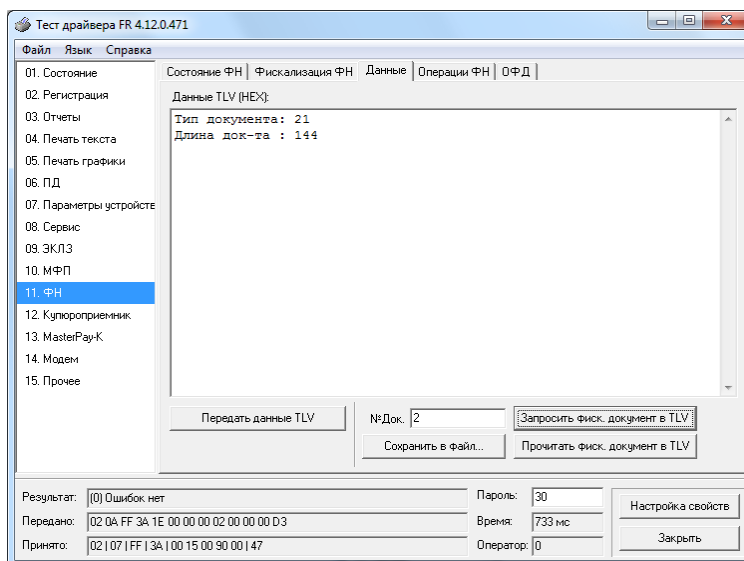 Тест драйвера FR 4.12.0.471
Файл Язык Справка
01. Состояние
02. Регистрация
03. Отчеты
04. Печать текста
05. Печать графики
06. ПД
07. Параметры устройств
08. Сервис
09. ЭКЛЗ
10. МФП
11. ФН
12. Купюроприемник
13. MasterPay-K
14. Модем
15. Прочее
Состояние ФН Фискализация ФН Данные Операции ФН ОФД
Данные TLV (HEX):
Тип документа: 21
Длина док-та : 144
Передать данные TLV №Док. 2 Запросить фиск. документ в TLV
Сохранить в файл... Прочитать фиск. документ в TLV
Результат: (0) Ошибок нет Пароль: 30 Настройка свойств
Передано: 02 0A FF 3A 1E 00 00 00 02 00 00 00 D3 Время: 733 мс
Принято: 02 | 07 | FF | 3A | 00 15 00 90 00 | 47 Оператор: 0 Закрыть